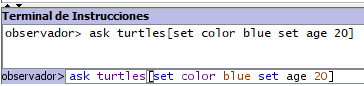 Terminal de Instrucciones
observador> ask turtles[set color blue set age 20]
observador> ask turtles[set color blue set age 20]